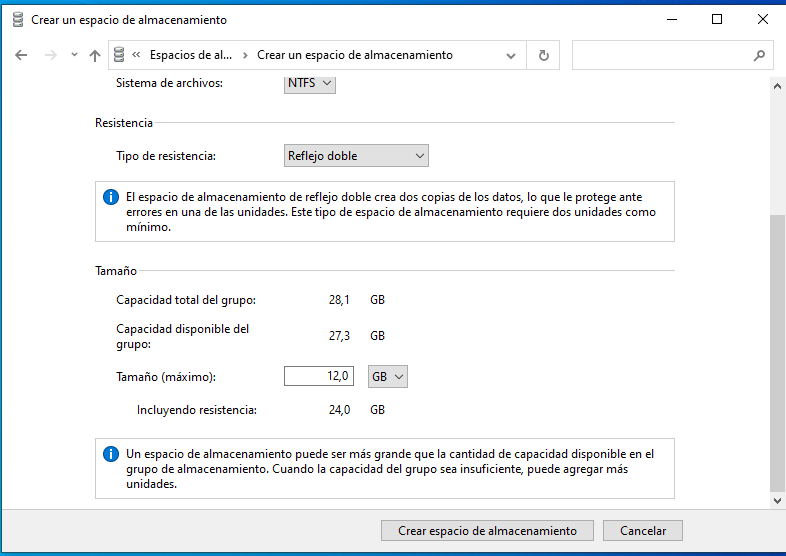 Crear un espacio de almacenamiento
« Espacios de al... > Crear un espacio de almacenamiento
Sistema de archivos: NTFS
Resistencia
Tipo de resistencia: Reflejo doble
El espacio de almacenamiento de reflejo doble crea dos copias de los datos, lo que le protege ante
errores en una de las unidades. Este tipo de espacio de almacenamiento requiere dos unidades como
mínimo.
Tamaño
Capacidad total del grupo: 28,1 GB
Capacidad disponible del
grupo: 27,3 GB
Tamaño (máximo): 12,0 GB
Incluyendo resistencia: 24,0 GB
Un espacio de almacenamiento puede ser más grande que la cantidad de capacidad disponible en el
grupo de almacenamiento. Cuando la capacidad del grupo sea insuficiente, puede agregar más
unidades.
Crear espacio de almacenamiento Cancelar